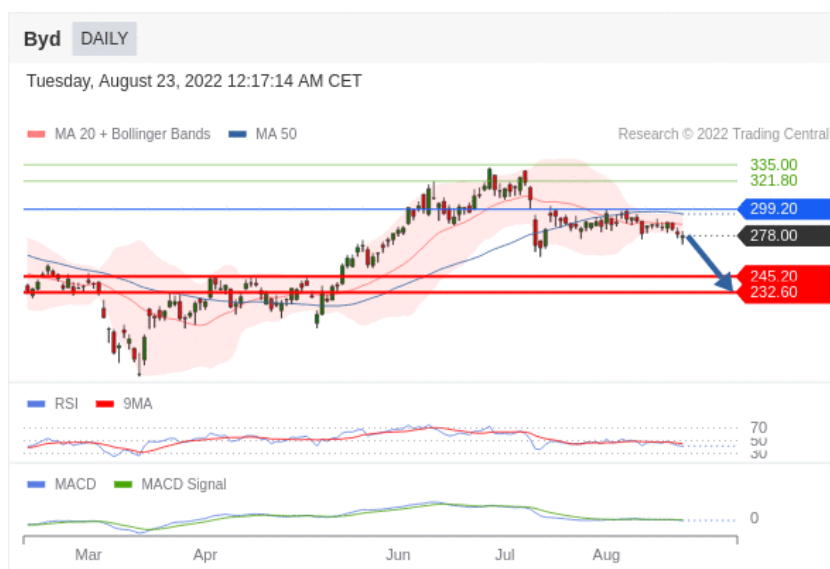 Byd DAILY
Tuesday, August 23, 2022 12:17:14 AM CET
MA 20 + Bollinger Bands MA 50 Research © 2022 Trading Central
335.00
321.80
299.20
278.00
245.20
232.60
RSI 9MA
70
50
30
MACD MACD Signal
0
Mar Apr Jun Jul Aug